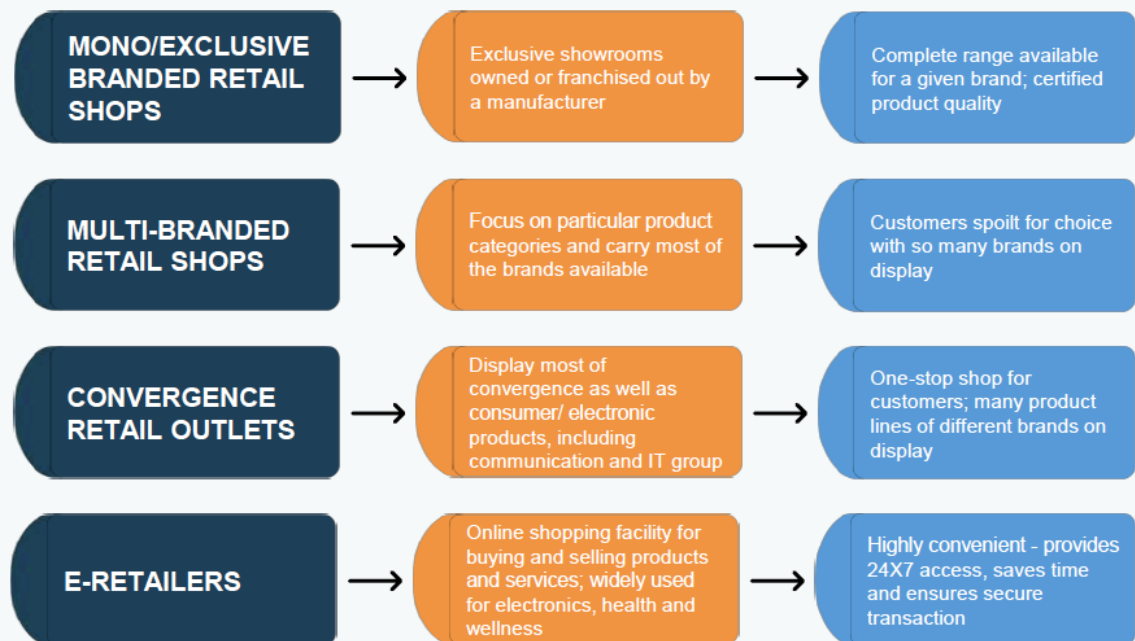 MONO/EXCLUSIVE
BRANDED RETAIL
SHOPS
Exclusive showrooms
owned or franchised out by
a manufacturer
Complete range available
for a given brand; certified
product quality
MULTI-BRANDED
RETAIL SHOPS
Focus on particular product
categories and carry most of
the brands available
Customers spoilt for choice
with so many brands on
display
CONVERGENCE
RETAIL OUTLETS
Display most of
convergence as well as
consumer/ electronic
products, including
communication and IT group
One-stop shop for
customers; many product
lines of different brands on
display
E-RETAILERS
Online shopping facility for
buying and selling products
and services; widely used
for electronics, health and
wellness
Highly convenient - provides
24X7 access, saves time
and ensures secure
transaction